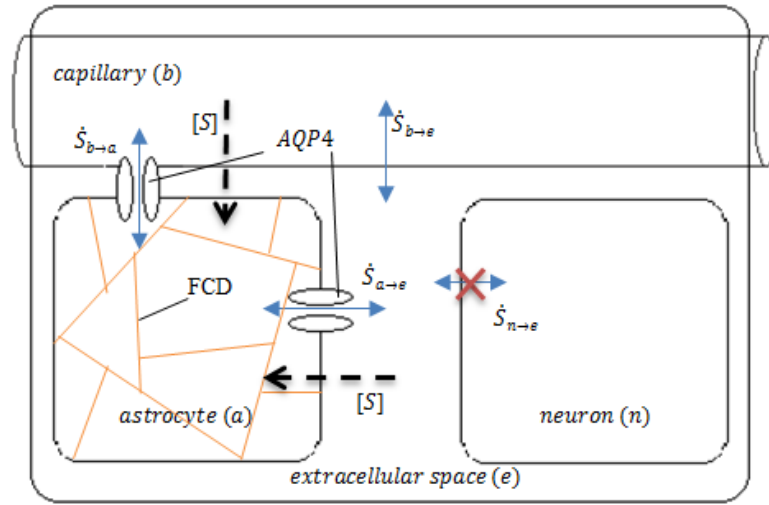 capillary (b)
[S]
Ṡb→a
AQP4
Ṡb→e
FCD
Ṡa→e
Ṡn→e
[S]
astrocyte (a)
neuron (n)
extracellular space (e)